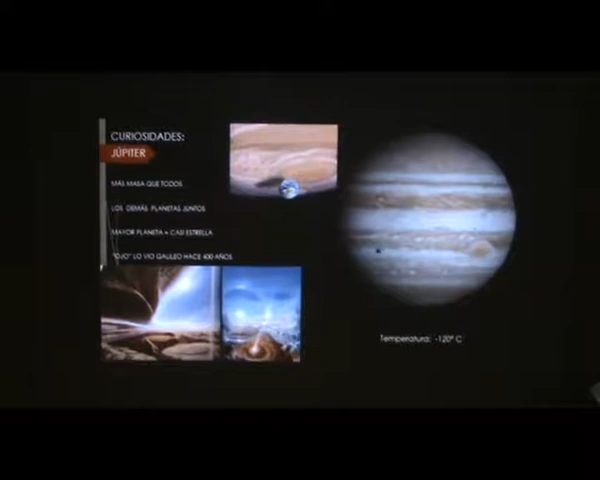 CURIOSIDADES:
JÚPITER
MÁS MASA QUE TODOS
LOS DEMÁS PLANETAS JUNTOS
MAYOR PLANETA = CASI ESTRELLA
"OJO" LO VIO GALILEO HACE 400 AÑOS
Temperatura: -120º C